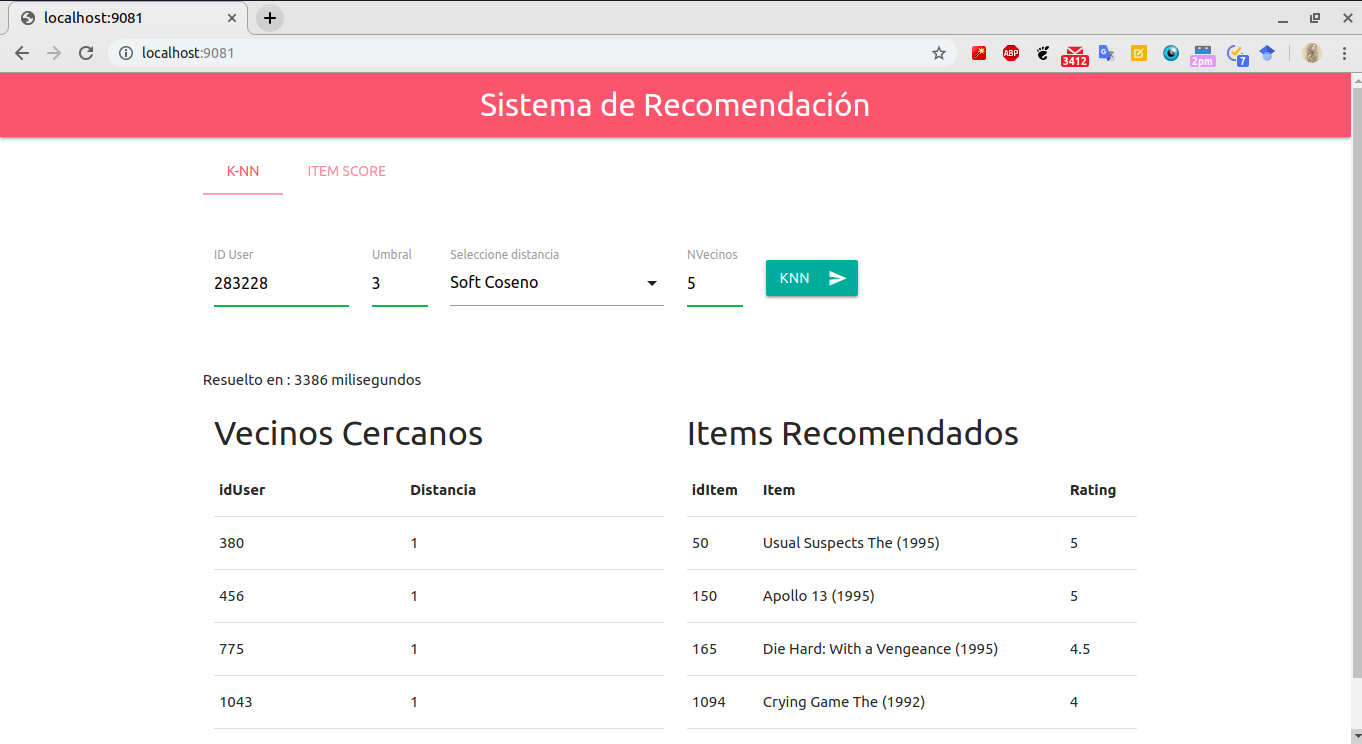 localhost:9081
localhost:9081
ABP
3412
2pm
7
Sistema de Recomendación
K-NN ITEM SCORE
ID User Umbral Seleccione distancia NVecinos
283228 3 Soft Coseno 5 KNN
Resuelto en : 3386 milisegundos
Vecinos Cercanos
idUser Distancia
380 1
456 1
775 1
1043 1
Items Recomendados
idItem Item Rating
50 Usual Suspects The (1995) 5
150 Apollo 13 (1995) 5
165 Die Hard: With a Vengeance (1995) 4.5
1094 Crying Game The (1992) 4